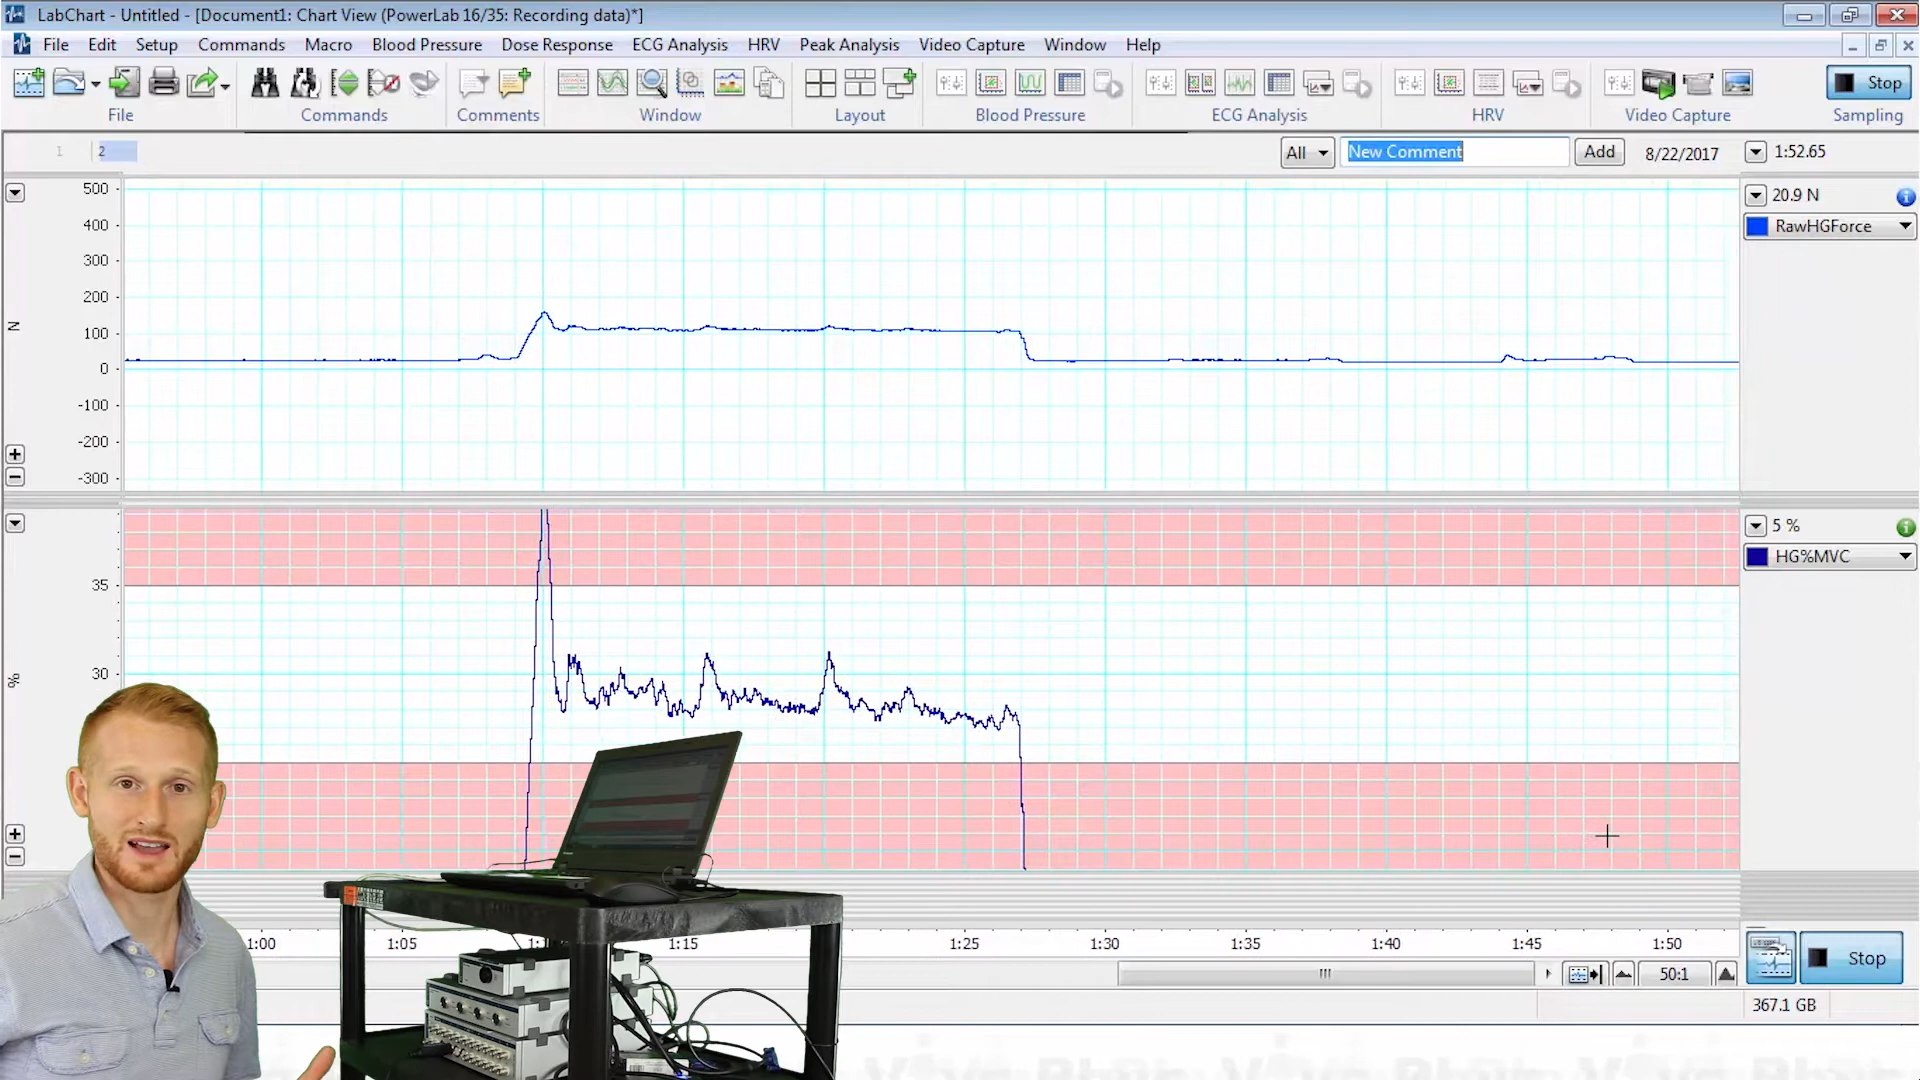 LabChart - Untitled - [Document1: Chart View (PowerLab 16/35: Recording data)*]
File Edit Setup Commands Macro Blood Pressure Dose Response ECG Analysis HRV Peak Analysis Video Capture Window Help
Stop
File Commands Comments Window Layout Blood Pressure ECG Analysis HRV Video Capture Sampling
1 2 All New Comment Add 8/22/2017 1:52.65
500
400
300
200
100
0
-100
-200
-300
N
20.9 N
RawHGForce
35
30
%
5 %
HG%MVC
1:00 1:05 1:15 1:25 1:30 1:35 1:40 1:45 1:50
Stop
50:1
367.1 GB